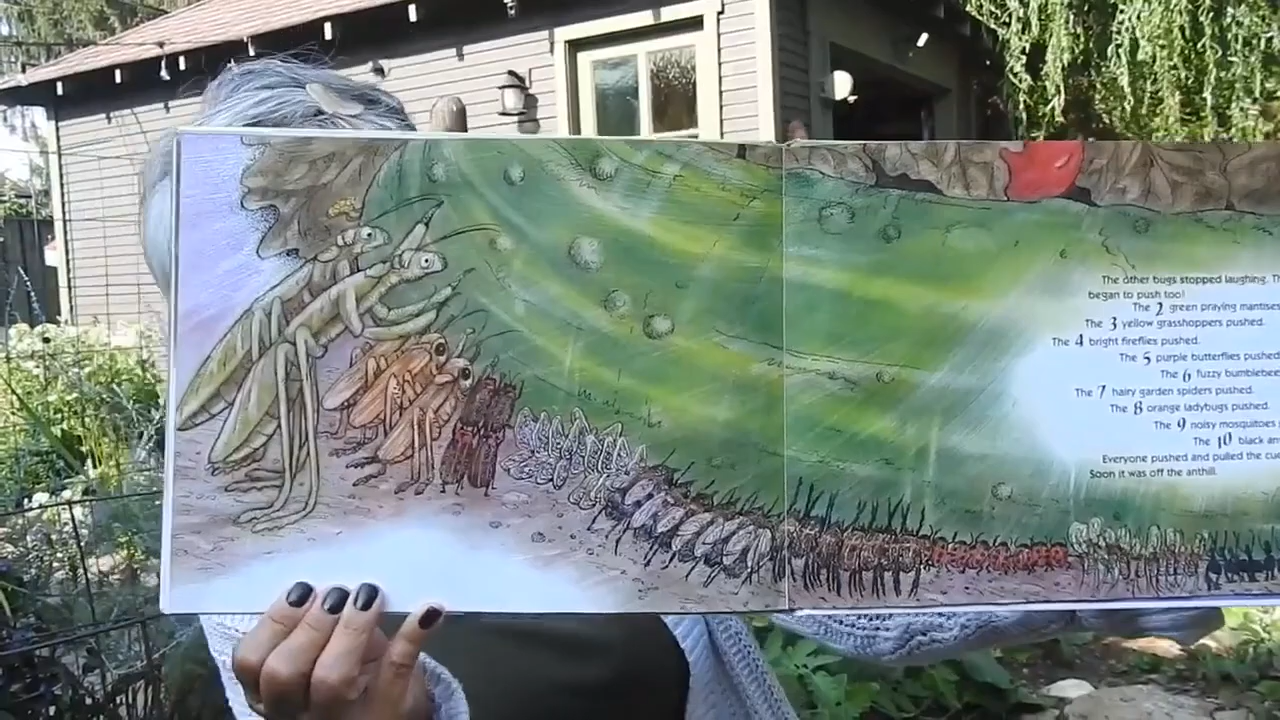 The other bugs stopped laughing.
began to push too!
The 2 green praying mantises
The 3 yellow grasshoppers pushed.
The 4 bright fireflies pushed.
The 5 purple butterflies pushed
The 6 fuzzy bumblebee
The 7 hairy garden spiders pushed.
The 8 orange ladybugs pushed.
The 9 noisy mosquitoes
The 10 black an
Everyone pushed and pulled the cu
Soon it was off the anthill.